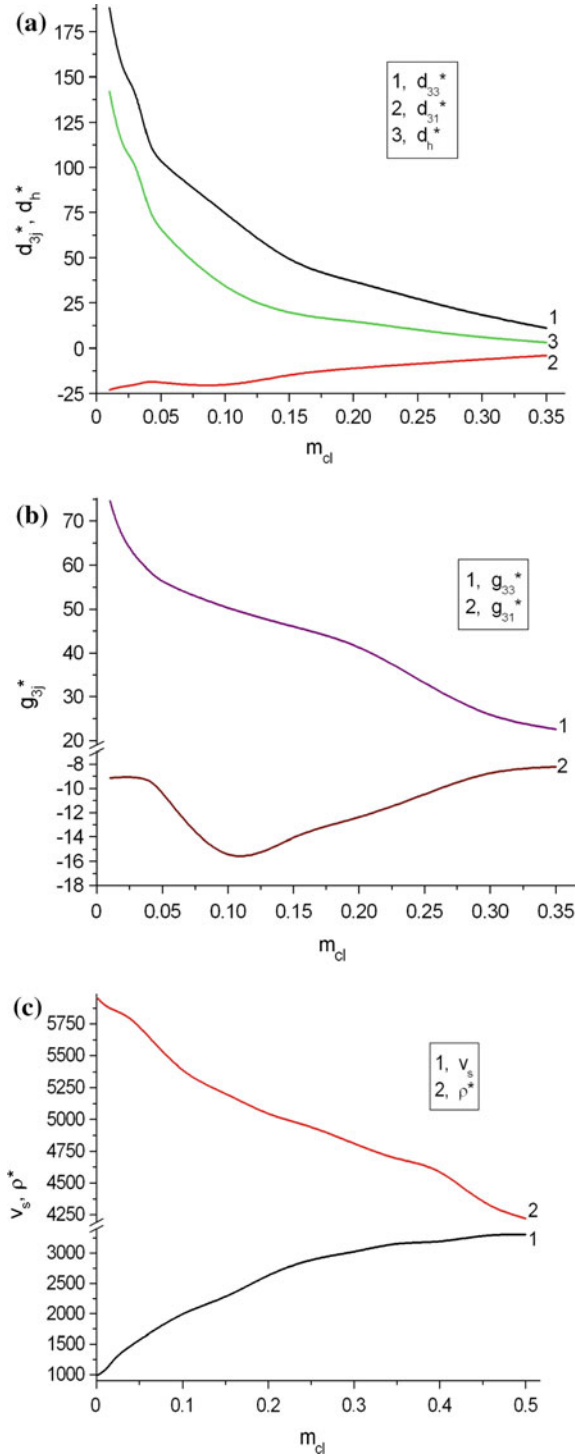 (a)
175
150
125
100
75
50
25
0
-25
d3j*, dh*
1, d33*
2, d31*
3, dh*
1
3
2
0 0.05 0.10 0.15 0.20 0.25 0.30 0.35
mcl
(b)
70
60
50
40
30
20
-8
-10
-12
-14
-16
-18
g3j*
1, g33*
2, g31*
1
2
0 0.05 0.10 0.15 0.20 0.25 0.30 0.35
mcl
(c)
5750
5500
5250
5000
4750
4500
4250
3000
2500
2000
1500
1000
vs, ρ*
1, vs
2, ρ*
2
1
0 0.1 0.2 0.3 0.4 0.5
mcl